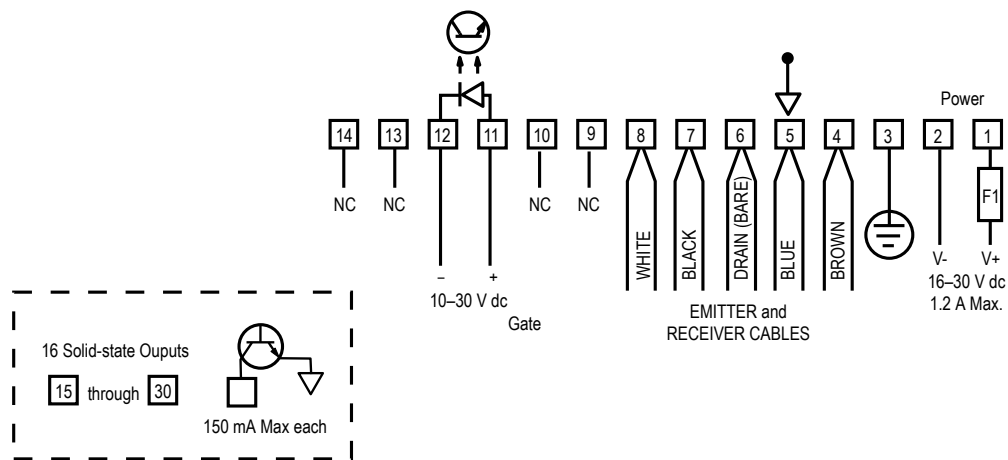 Power
14 13 12 11 10 9 8 7 6 5 4 3 2 1
F1
NC NC NC NC
WHITE
BLACK
DRAIN (BARE)
BLUE
BROWN
– +
10–30 V dc
Gate
V- V+
16–30 V dc
1.2 A Max.
EMITTER and
RECEIVER CABLES
16 Solid-state Ouputs
15 through 30
150 mA Max each